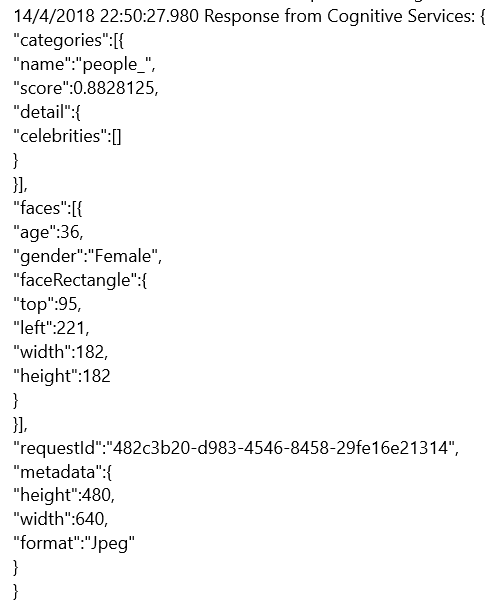 14/4/2018 22:50:27.980 Response from Cognitive Services: {
"categories":[{
"name":"people_",
"score":0.8828125,
"detail":{
"celebrities":[]
}
}],
"faces":[{
"age":36,
"gender":"Female",
"faceRectangle":{
"top":95,
"left":221,
"width":182,
"height":182
}
}],
"requestId":"482c3b20-d983-4546-8458-29fe16e21314",
"metadata":{
"height":480,
"width":640,
"format":"Jpeg"
}
}